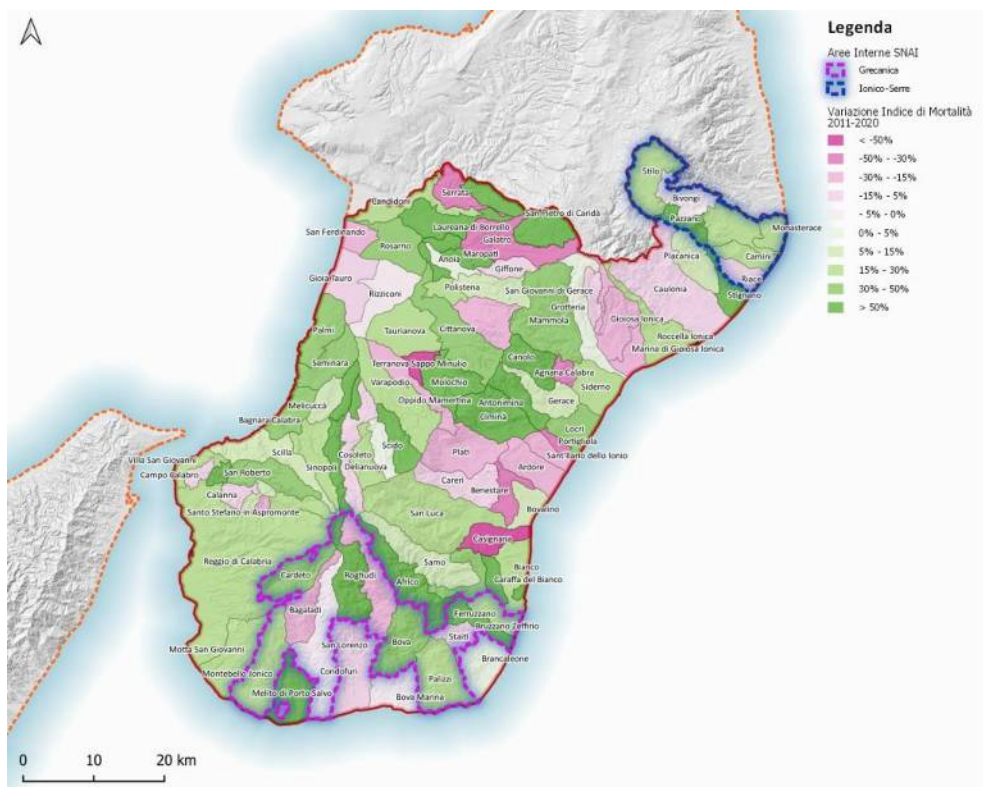 Legenda
Aree Interne SNAI
Grecanica
Ionico-Serre
Variazione Indice di Mortalità
2011-2020
< -50%
-50% - -30%
-30% - -15%
-15% - 5%
- 5% - 0%
0% - 5%
5% - 15%
15% - 30%
30% - 50%
> 50%
Stilo
Bivongi
Pazzano
Monasterace
Camini
Riace
Stignano
Placanica
Caulonia
Serrata
Candidoni
San Pietro di Caridà
Laureana di Borrello
Galatro
San Ferdinando
Rosarno
Maropati
Anoia
Giffone
Gioia Tauro
Rizziconi
Polistena
San Giovanni di Gerace
Grotteria
Mammola
Gioiosa Ionica
Roccella Ionica
Marina di Gioiosa Ionica
Palmi
Taurianova
Cittanova
Seminara
Terranova Sappo Minulio
Canolo
Agnana Calabra
Varapodio
Molochio
Siderno
Melicuccà
Oppido Mamertina
Antonimina
Gerace
Ciminà
Bagnara Calabra
Locri
Portigliola
Scido
Scilla
Cosoleto
Platì
Sant'Ilario dello Ionio
Villa San Giovanni
Sinopoli
Delianuova
Ardore
Campo Calabro
San Roberto
Careri
Benestare
Calanna
Bovalino
Santo Stefano in Aspromonte
San Luca
Casignana
Reggio di Calabria
Samo
Bianco
Cardeto
Roghudi
Africo
Caraffa del Bianco
Bagaladi
Ferruzzano
Bruzzano Zeffirio
San Lorenzo
Bova
Staiti
Motta San Giovanni
Brancaleone
Montebello Jonico
Condofuri
Palizzi
Melito di Porto Salvo
Bova Marina
0 10 20 km